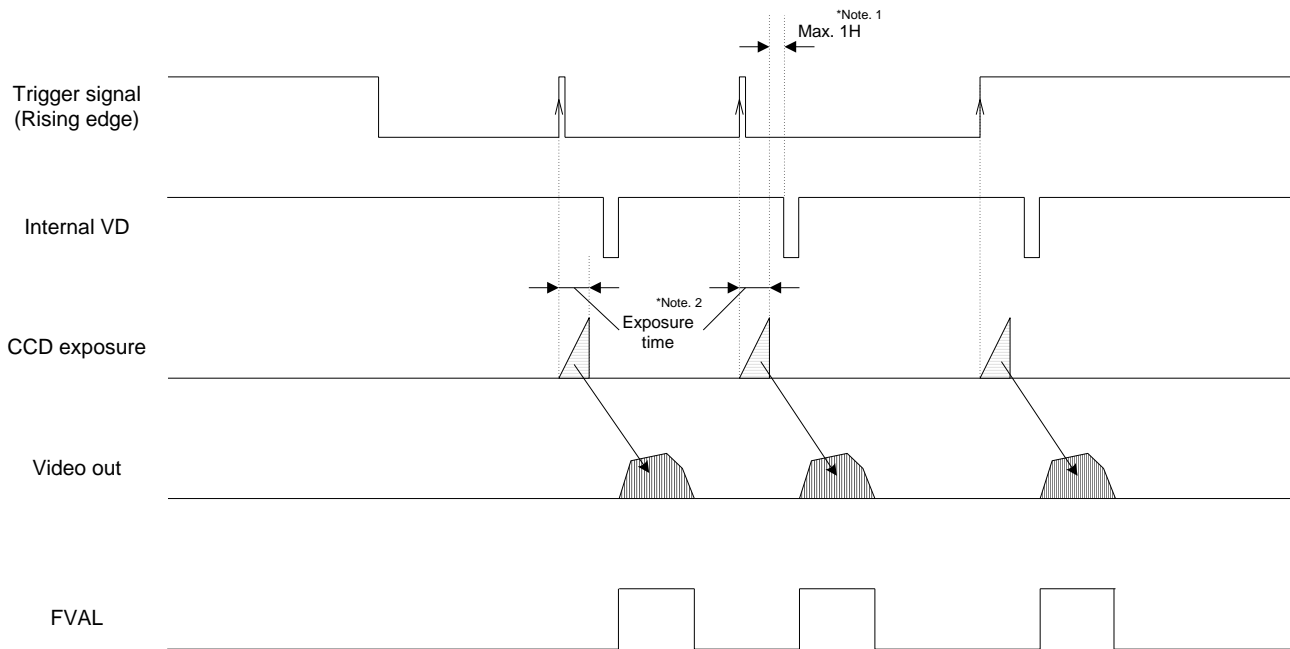 *Note. 1
Max. 1H
Trigger signal
(Rising edge)
Internal VD
*Note. 2
Exposure
time
CCD exposure
Video out
FVAL